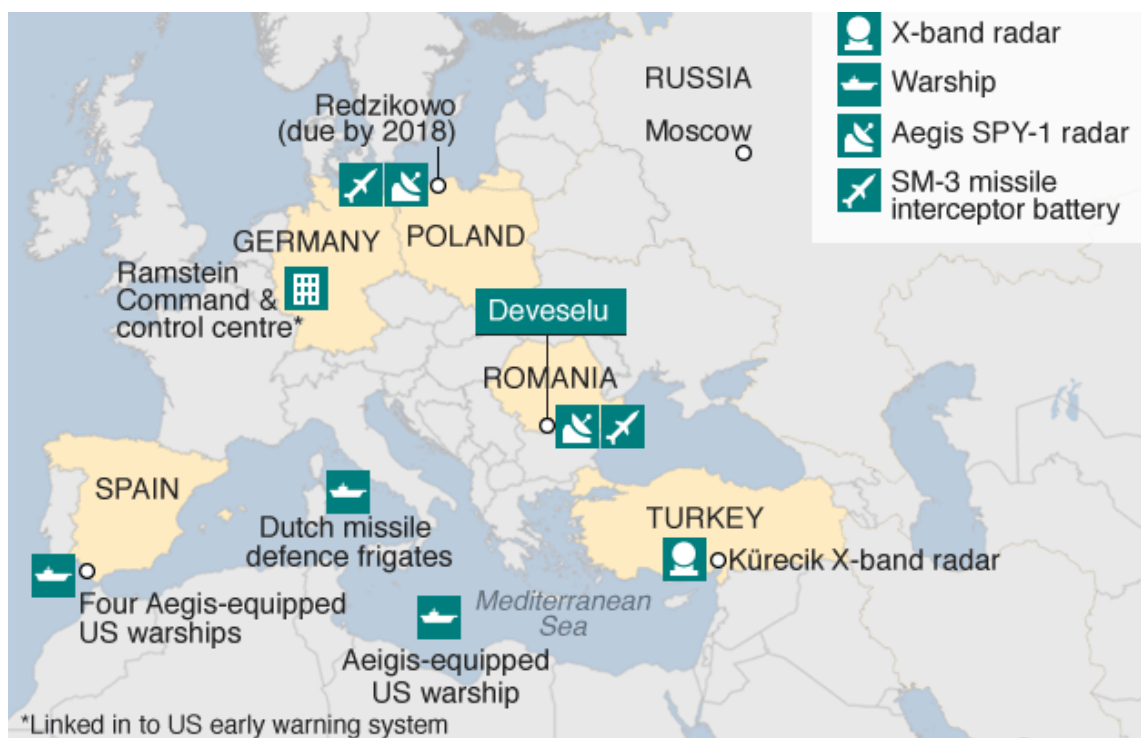 X-band radar
Warship
Aegis SPY-1 radar
SM-3 missile
interceptor battery
RUSSIA
Moscow
Redzikowo
(due by 2018)
GERMANY
POLAND
Ramstein
Command &
control centre*
Deveselu
ROMANIA
SPAIN
Dutch missile
defence frigates
TURKEY
Kürecik X-band radar
Four Aegis-equipped
US warships
Mediterranean
Sea
Aeigis-equipped
US warship
*Linked in to US early warning system